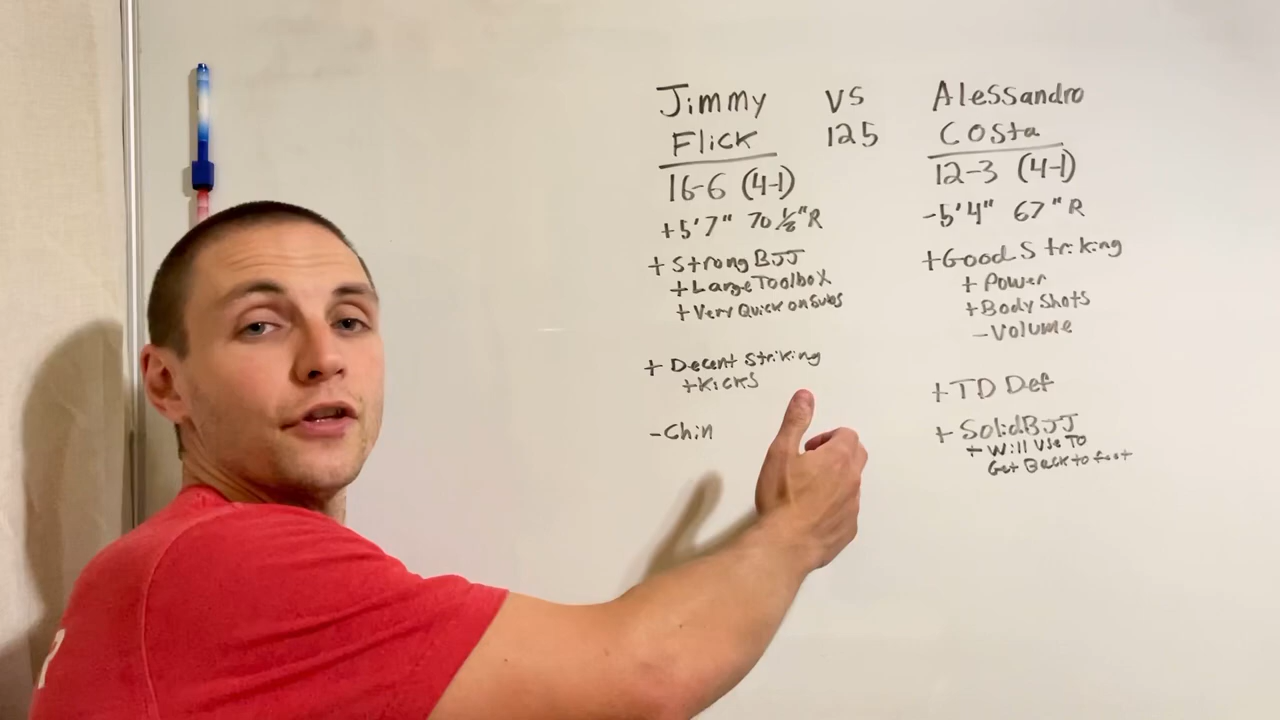 Jimmy VS Alessandro
Flick 125 Costa
16-6 (4-1)
+5'7" 70 1/2" R
+ Strong BJJ
+ Large Toolbox
+ Very Quick on Subs
+ Decent Striking
+ Kicks
- Chin
12-3 (4-1)
-5'4" 67" R
+ Good Striking
+ Power
+ Body Shots
- Volume
+ TD Def
+ Solid BJJ
+ Will Use To
Get Back to feet